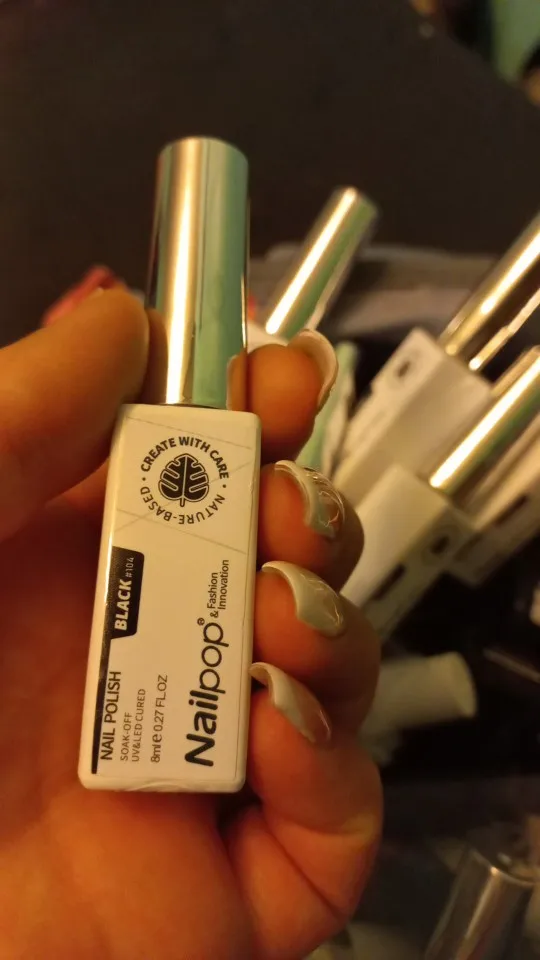 CREATE WITH CARE • NATURE-BASED •
BLACK #104
NAIL POLISH
SOAK-OFF
UV&LED CURED
8ml e 0.27 FL.OZ
Nailpop®
& Fashion
Innovation